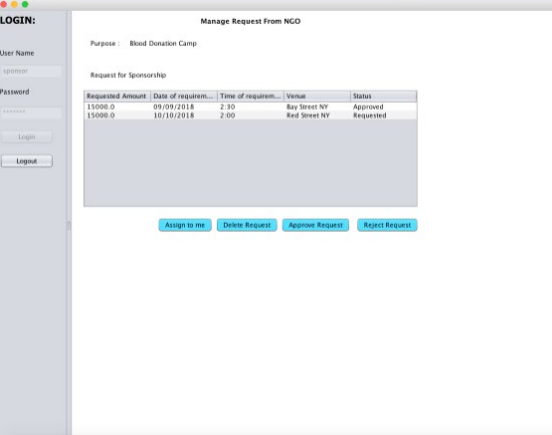 LOGIN:
Manage Request From NGO
Purpose : Blood Donation Camp
User Name
sponsor
Request for Sponsorship
Password
Requested Amount Date of requirem... Time of requirem... Venue Status
15000.0 09/09/2018 2:30 Bay Street NY Approved
15000.0 10/10/2018 2:00 Red Street NY Requested
•••••••
Login
Logout
Assign to me Delete Request Approve Request Reject Request